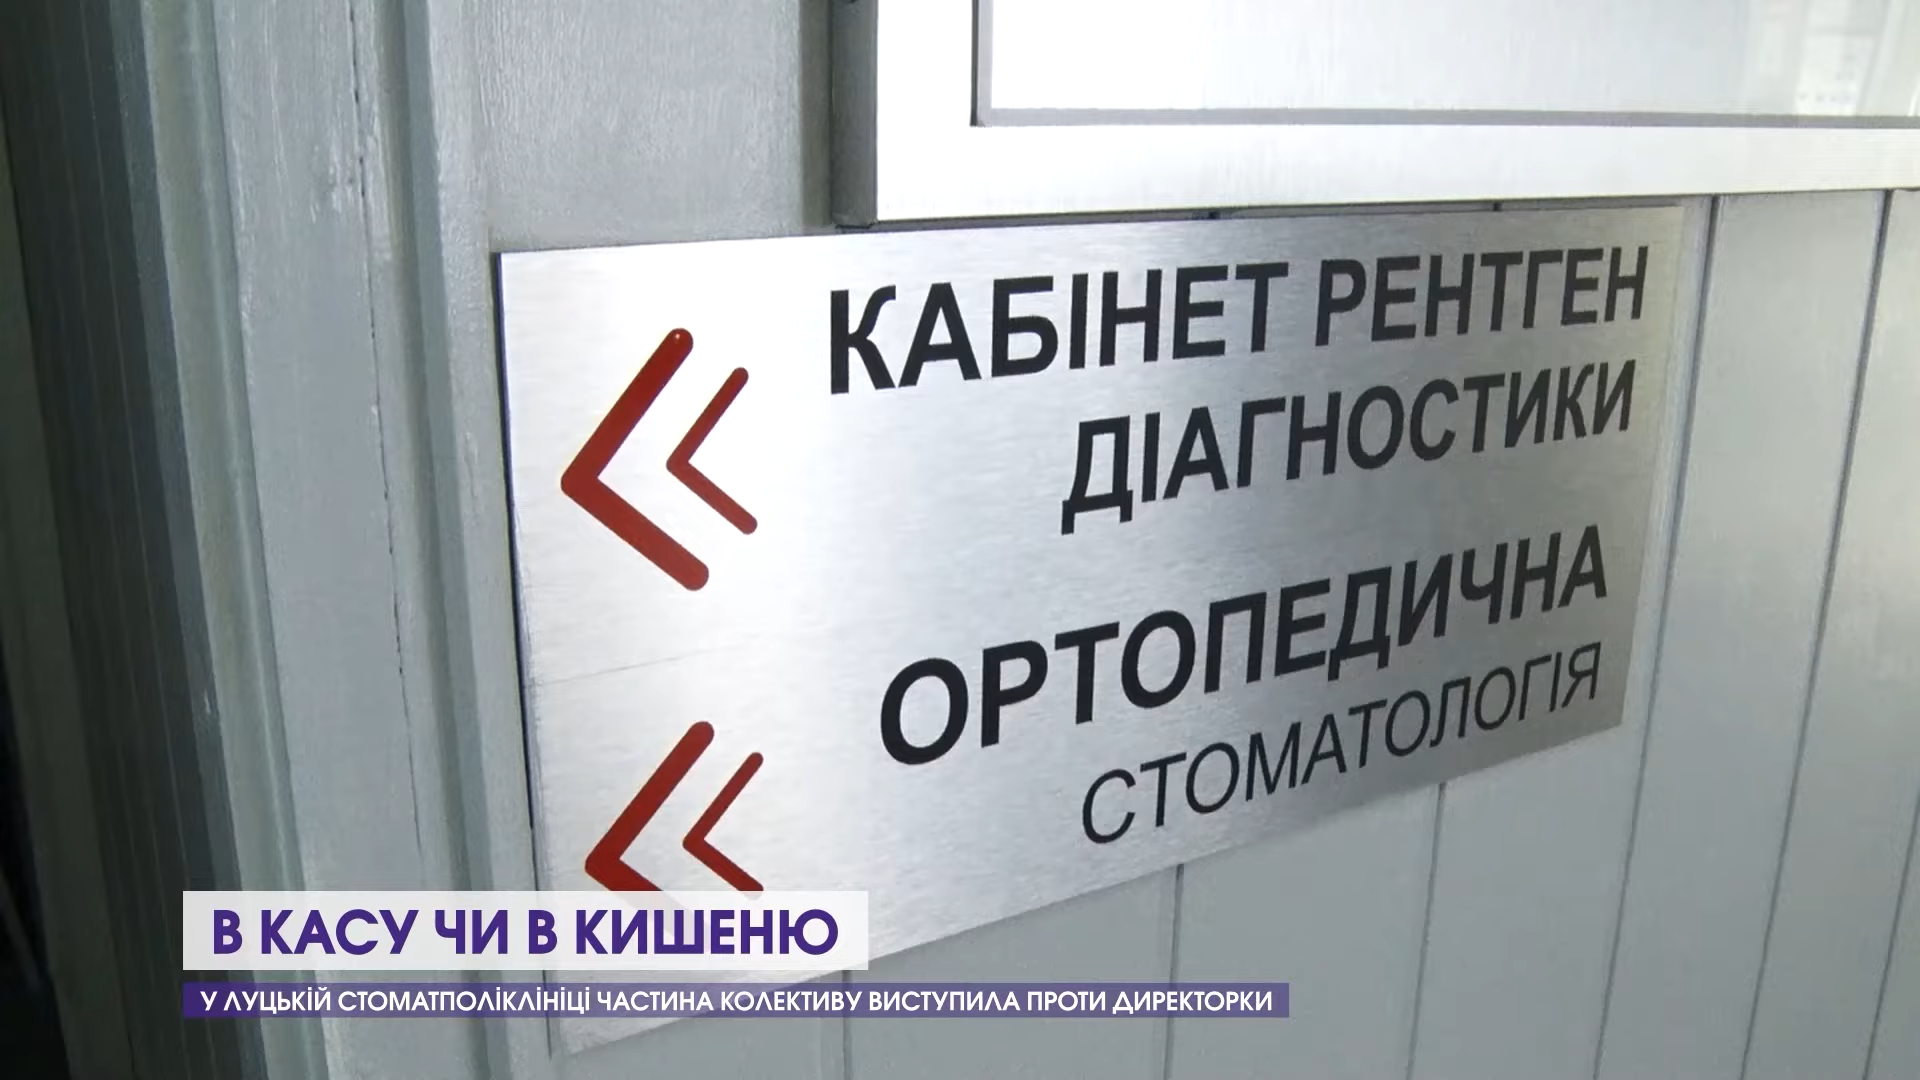 КАБІНЕТ РЕНТГЕН
ДІАГНОСТИКИ
ОРТОПЕДИЧНА
СТОМАТОЛОГІЯ
В КАСУ ЧИ В КИШЕНЮ
У ЛУЦЬКІЙ СТОМАТПОЛІКЛІНІЦІ ЧАСТИНА КОЛЕКТИВУ ВИСТУПИЛА ПРОТИ ДИРЕКТОРКИ